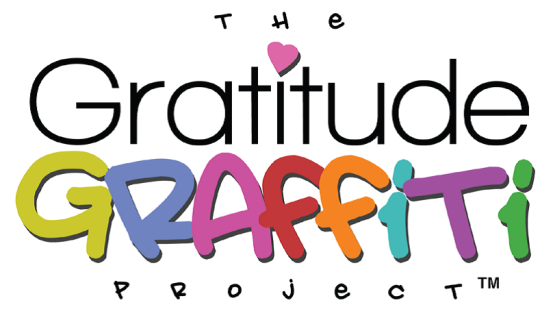 THe
Gratitude
GRAFFiTi
PRojecT™